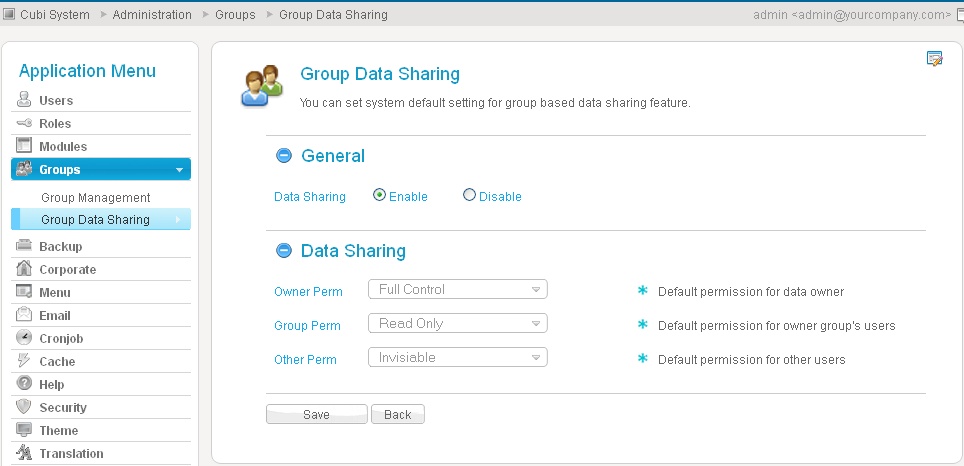 Cubi System Administration Groups Group Data Sharing admin <admin@yourcompany.com>
Application Menu
Users
Roles
Modules
Groups
Group Management
Group Data Sharing
Backup
Corporate
Menu
Email
Cronjob
Cache
Help
Security
Theme
Translation
Group Data Sharing
You can set system default setting for group based data sharing feature.
General
Data Sharing Enable Disable
Data Sharing
Owner Perm Full Control * Default permission for data owner
Group Perm Read Only * Default permission for owner group's users
Other Perm Invisiable * Default permission for other users
Save Back